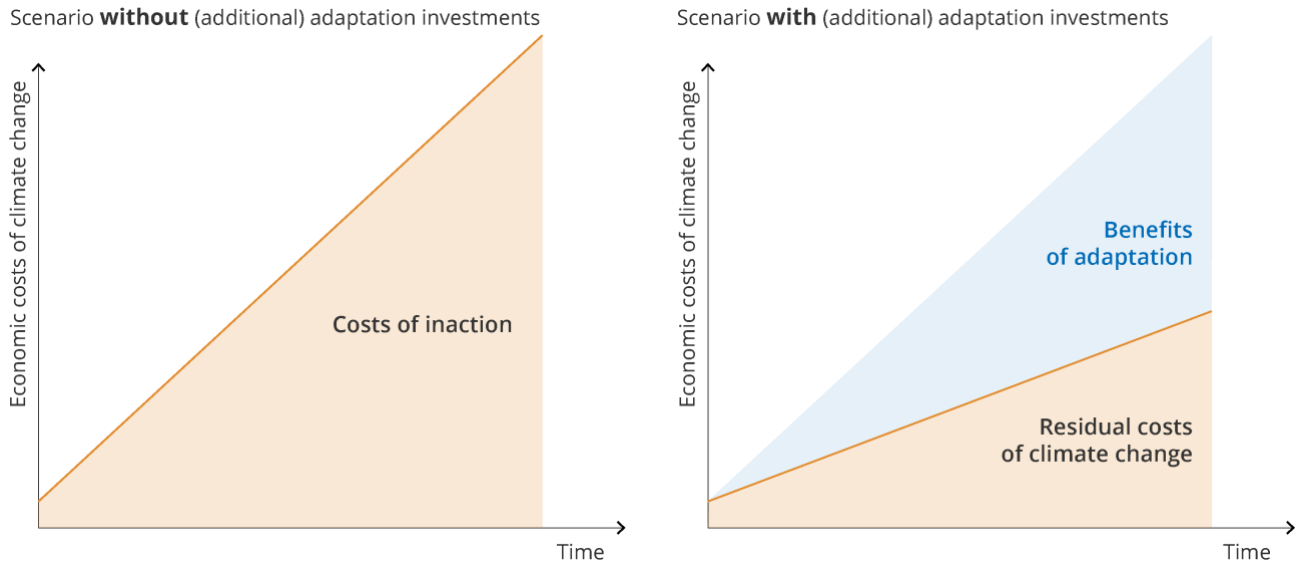 Scenario without (additional) adaptation investments
Economic costs of climate change
Costs of inaction
Time
Scenario with (additional) adaptation investments
Economic costs of climate change
Benefits
of adaptation
Residual costs
of climate change
Time